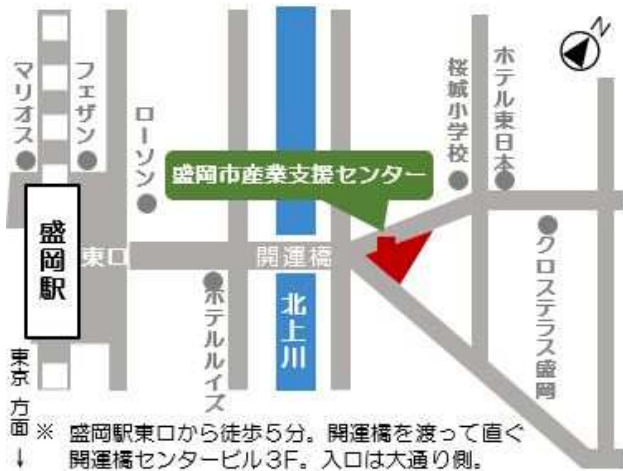 N
マリオス
フェザン
ローソン
桜城小学校
ホテル東日本
盛岡市産業支援センター
盛岡駅
東口
開運橋
北上川
ホテルルイズ
クロステラス盛岡
東京方面
↓
※ 盛岡駅東口から徒歩5分。開運橋を渡って直ぐ
開運橋センタービル3F。入口は大通り側。